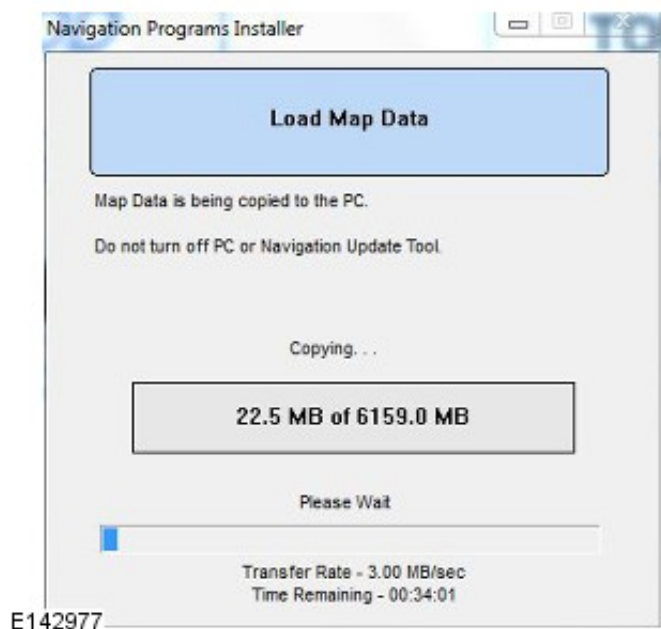 Navigation Programs Installer
Load Map Data
Map Data is being copied to the PC.
Do not turn off PC or Navigation Update Tool.
Copying. . .
22.5 MB of 6159.0 MB
Please Wait
Transfer Rate - 3.00 MB/sec
Time Remaining - 00:34:01
E142977